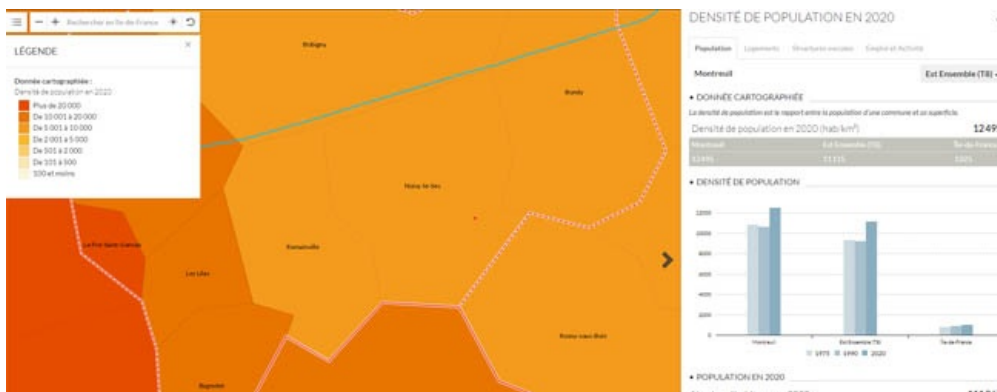 Rechercher en Ile-de-France
LÉGENDE
Donnée cartographiée :
Densité de population en 2020
Plus de 20 000
De 10 001 à 20 000
De 5 001 à 10 000
De 2 001 à 5 000
De 501 à 2 000
De 101 à 500
100 et moins
Bobigny
Bondy
Noisy-le-Sec
Le Pré-Saint-Gervais
Romainville
Les Lilas
Rosny-sous-Bois
Bagnolet
DENSITÉ DE POPULATION EN 2020
Population Logements Structures sociales Emploi et Activité
Montreuil Est Ensemble (T8)
DONNÉE CARTOGRAPHIÉE
La densité de population est le rapport entre la population d'une commune et sa superficie.
Densité de population en 2020 (hab/km²) 12495
Montreuil Est Ensemble (T8) Île-de-France
12495
DENSITÉ DE POPULATION
12000
10000
8000
6000
4000
2000
0
Montreuil Est Ensemble (T8) Île-de-France
1975 1990 2020
POPULATION EN 2020